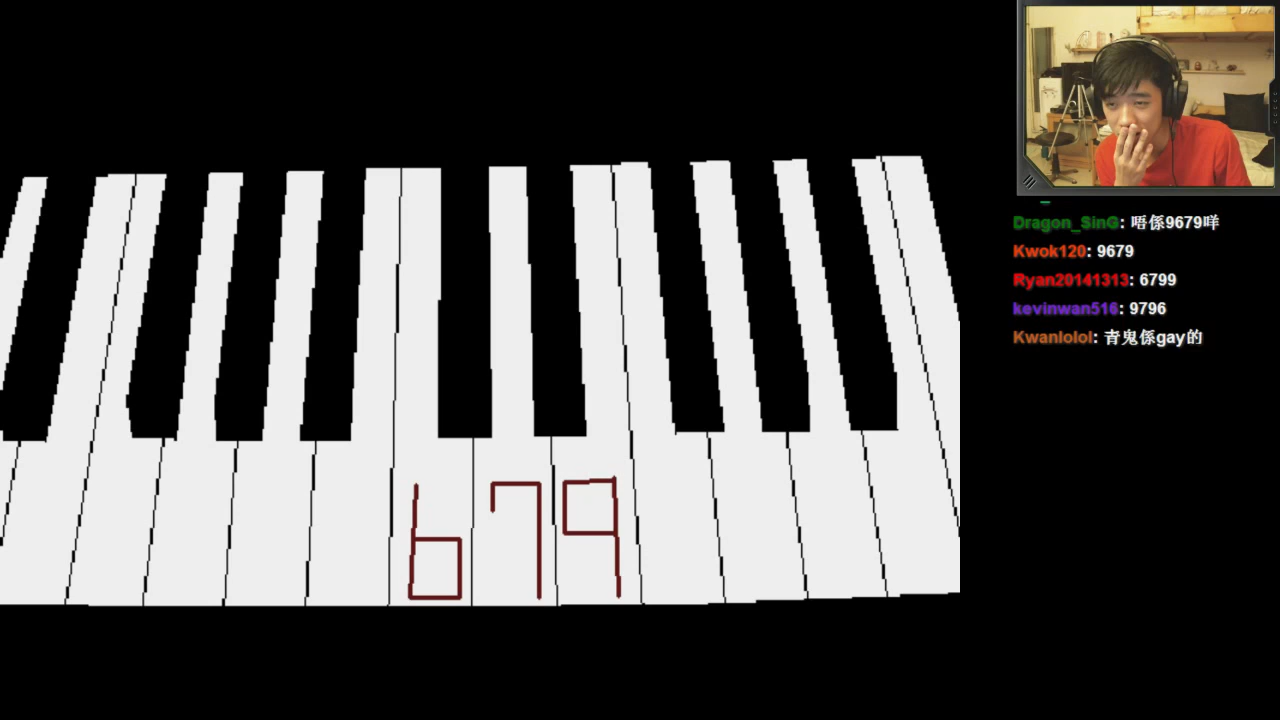 679
Dragon_SinG: 唔係9679咩
Kwok120: 9679
Ryan20141313: 6799
kevinwan516: 9796
Kwanlolol: 青鬼係gay的